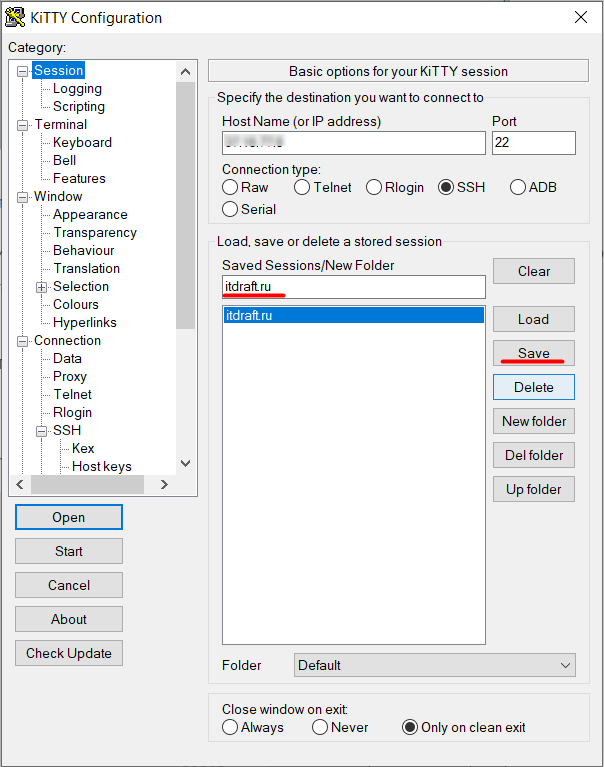 KiTTY Configuration
Category:
Session
Logging
Scripting
Terminal
Keyboard
Bell
Features
Window
Appearance
Transparency
Behaviour
Translation
Selection
Colours
Hyperlinks
Connection
Data
Proxy
Telnet
Rlogin
SSH
Kex
Host keys
Open
Start
Cancel
About
Check Update
Basic options for your KiTTY session
Specify the destination you want to connect to
Host Name (or IP address) Port
22
Connection type:
Raw Telnet Rlogin SSH ADB
Serial
Load, save or delete a stored session
Saved Sessions/New Folder
itdraft.ru
itdraft.ru
Clear
Load
Save
Delete
New folder
Del folder
Up folder
Folder Default
Close window on exit:
Always Never Only on clean exit